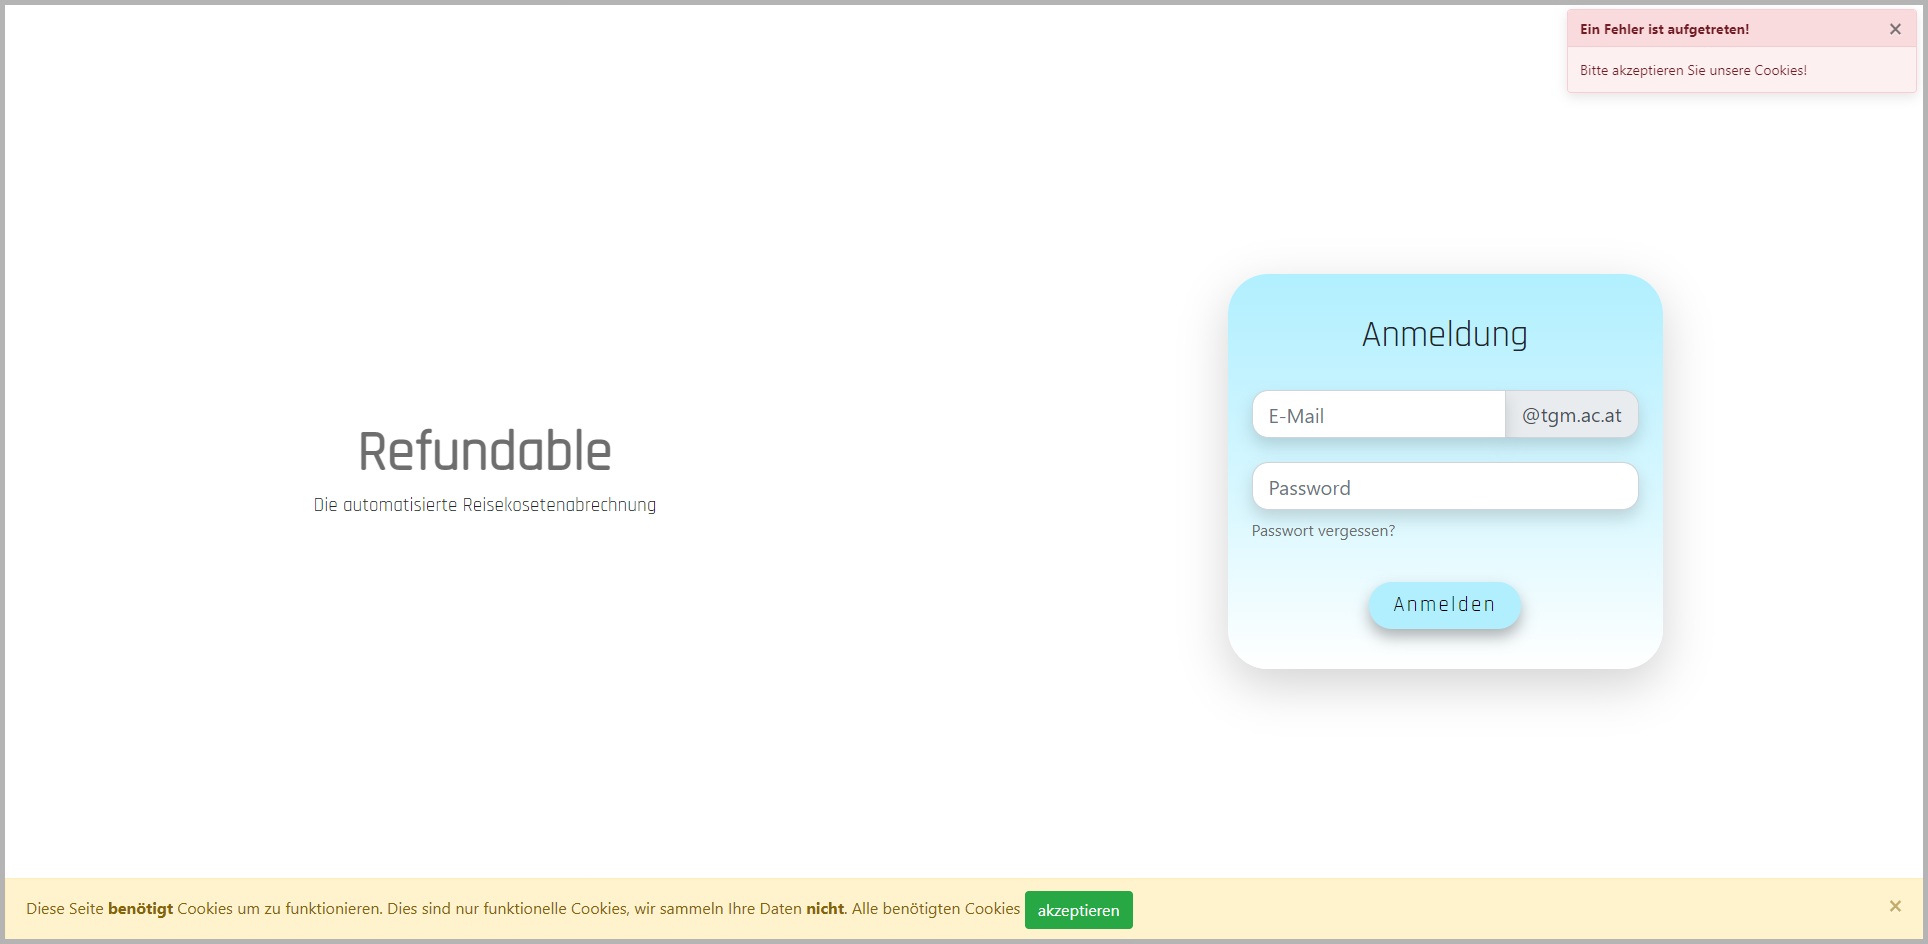 Ein Fehler ist aufgetreten!
Bitte akzeptieren Sie unsere Cookies!
Refundable
Die automatisierte Reisekosetenabrechnung
Anmeldung
E-Mail @tgm.ac.at
Password
Passwort vergessen?
Anmelden
Diese Seite benötigt Cookies um zu funktionieren. Dies sind nur funktionelle Cookies, wir sammeln Ihre Daten nicht. Alle benötigten Cookies akzeptieren